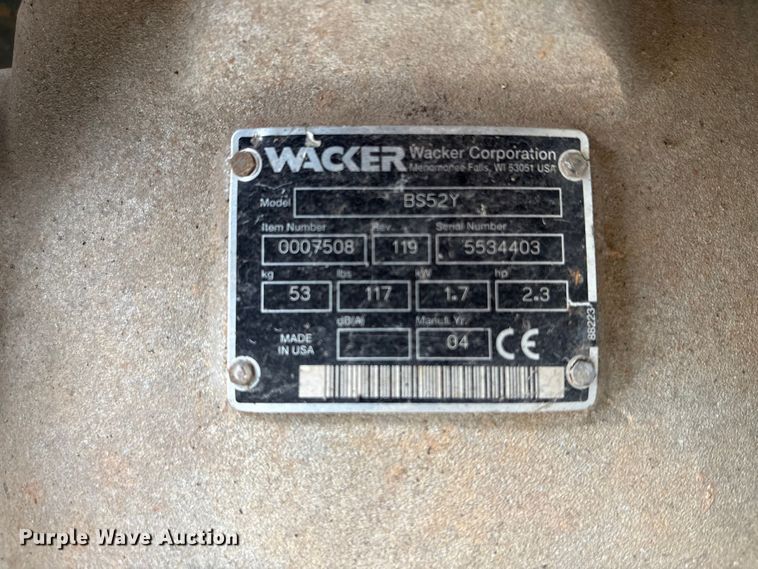 WACKER Wacker Corporation
Menomonee Falls, WI 53051 USA
Model BS52Y
Item Number Rev. Serial Number
0007508 119 5534403
kg lbs kW hp
53 117 1.7 2.3
dB/A Manuf. Yr.
MADE IN USA 04 CE
88223
Purple Wave Auction